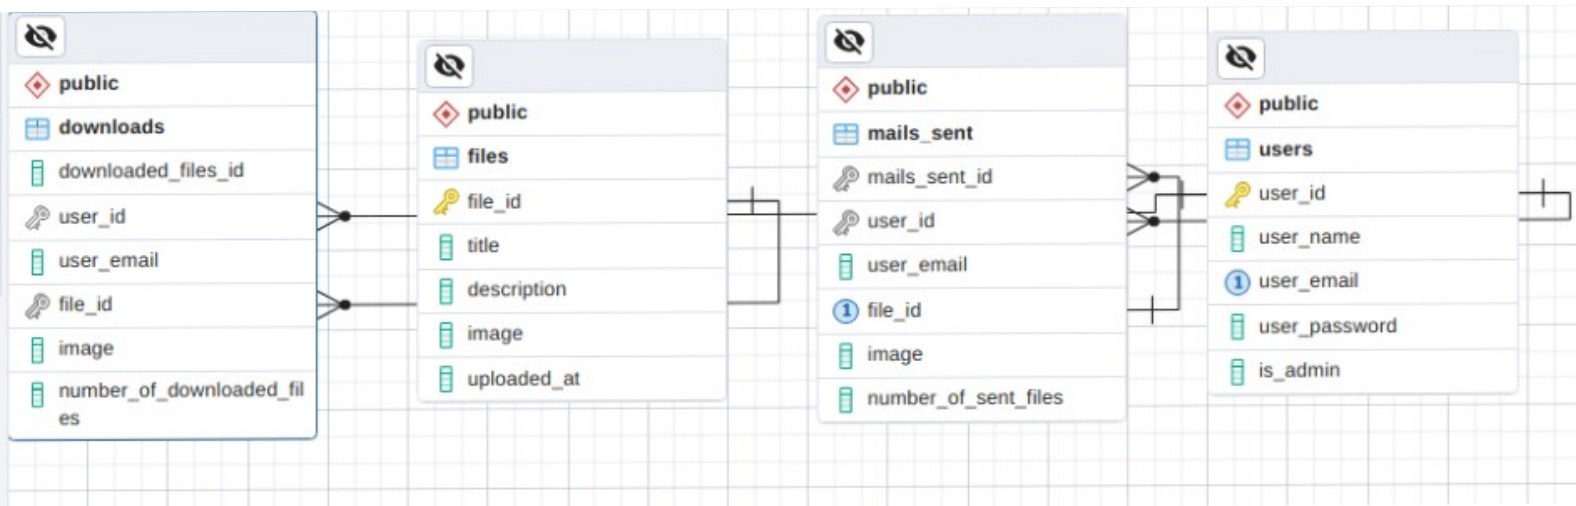 public
downloads
downloaded_files_id
user_id
user_email
file_id
image
number_of_downloaded_fil
es
public
files
file_id
title
description
image
uploaded_at
public
mails_sent
mails_sent_id
user_id
user_email
1 file_id
image
number_of_sent_files
public
users
user_id
user_name
1 user_email
user_password
is_admin